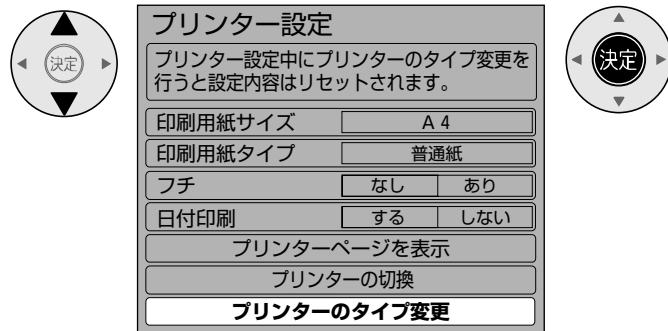 プリンター設定
決定
プリンター設定中にプリンターのタイプ変更を
行うと設定内容はリセットされます。
決定
印刷用紙サイズ A 4
印刷用紙タイプ 普通紙
フチ なし あり
日付印刷 する しない
プリンターページを表示
プリンターの切換
プリンターのタイプ変更